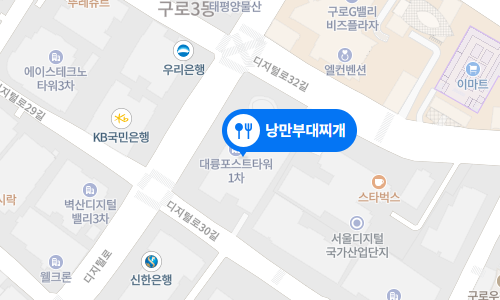 뚜레쥬르
구로3동
태평양물산
구로G밸리
비즈플라자
우리은행
디지털로32길
엘컨벤션
에이스테크노
타워3차
이마트
디지털로29길
KB국민은행
낭만부대찌개
대륭포스트타워
1차
스타벅스
시락
벽산디지털
밸리3차
디지털로30길
서울디지털
국가산업단지
디지털로
웰크론
신한은행
구로우